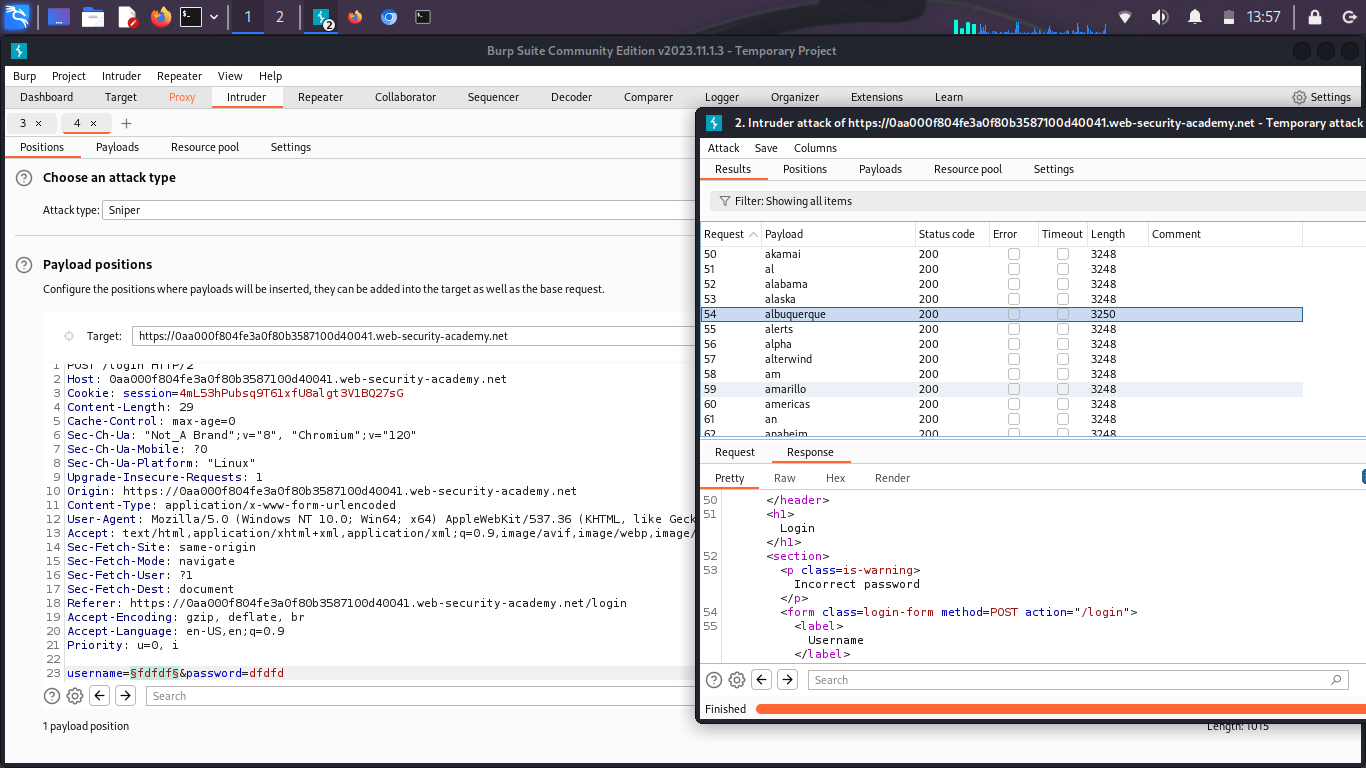 1
2
2
13:57
Burp Suite Community Edition v2023.11.1.3 - Temporary Project
Burp Project Intruder Repeater View Help
Dashboard Target Proxy Intruder Repeater Collaborator Sequencer Decoder Comparer Logger Organizer Extensions Learn Settings
3 × 4 × +
Positions Payloads Resource pool Settings
? Choose an attack type
Attack type: Sniper
? Payload positions
Configure the positions where payloads will be inserted, they can be added into the target as well as the base request.
Target: https://0aa000f804fe3a0f80b3587100d40041.web-security-academy.net
1 POST /login HTTP/2
2 Host: 0aa000f804fe3a0f80b3587100d40041.web-security-academy.net
3 Cookie: session=4mL53hPubsq9T61xfU8algt3V1BQ27sG
4 Content-Length: 29
5 Cache-Control: max-age=0
6 Sec-Ch-Ua: "Not_A Brand";v="8", "Chromium";v="120"
7 Sec-Ch-Ua-Mobile: ?0
8 Sec-Ch-Ua-Platform: "Linux"
9 Upgrade-Insecure-Requests: 1
10 Origin: https://0aa000f804fe3a0f80b3587100d40041.web-security-academy.net
11 Content-Type: application/x-www-form-urlencoded
12 User-Agent: Mozilla/5.0 (Windows NT 10.0; Win64; x64) AppleWebKit/537.36 (KHTML, like Geck
13 Accept: text/html,application/xhtml+xml,application/xml;q=0.9,image/avif,image/webp,image/
14 Sec-Fetch-Site: same-origin
15 Sec-Fetch-Mode: navigate
16 Sec-Fetch-User: ?1
17 Sec-Fetch-Dest: document
18 Referer: https://0aa000f804fe3a0f80b3587100d40041.web-security-academy.net/login
19 Accept-Encoding: gzip, deflate, br
20 Accept-Language: en-US,en;q=0.9
21 Priority: u=0, i
22
23 username=§fdfdf§&password=dfdfd
? Search
1 payload position
Length: 1015
2. Intruder attack of https://0aa000f804fe3a0f80b3587100d40041.web-security-academy.net - Temporary attack
Attack Save Columns
Results Positions Payloads Resource pool Settings
Filter: Showing all items
Request Payload Status code Error Timeout Length Comment
50 akamai 200 3248
51 al 200 3248
52 alabama 200 3248
53 alaska 200 3248
54 albuquerque 200 3250
55 alerts 200 3248
56 alpha 200 3248
57 alterwind 200 3248
58 am 200 3248
59 amarillo 200 3248
60 americas 200 3248
61 an 200 3248
62 anaheim 200 3248
Request Response
Pretty Raw Hex Render
50 </header>
51 <h1>
Login
</h1>
52 <section>
53 <p class=is-warning>
Incorrect password
</p>
54 <form class=login-form method=POST action="/login">
55 <label>
Username
</label>
? Search
Finished